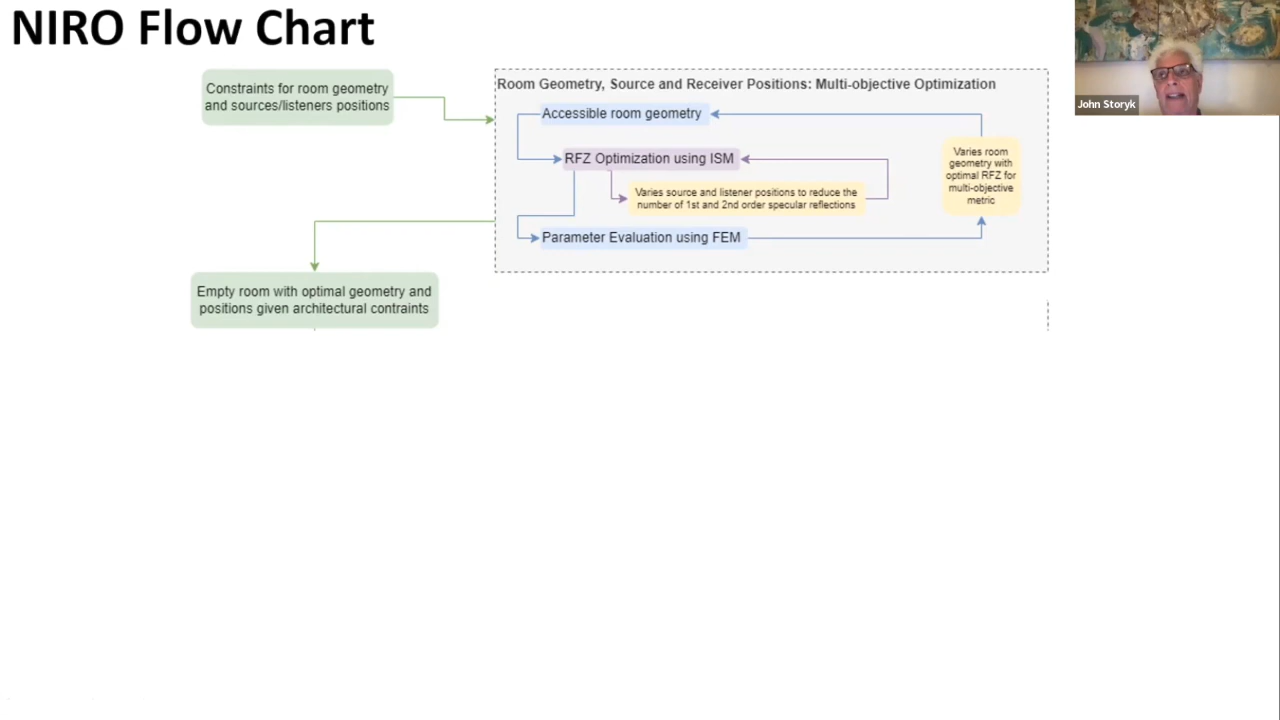 NIRO Flow Chart
John Storyk
Constraints for room geometry
and sources/listeners positions
Room Geometry, Source and Receiver Positions: Multi-objective Optimization
Accessible room geometry
RFZ Optimization using ISM
Varies source and listener positions to reduce the
number of 1st and 2nd order specular reflections
Parameter Evaluation using FEM
Varies room
geometry with
optimal RFZ for
multi-objective
metric
Empty room with optimal geometry and
positions given architectural contraints